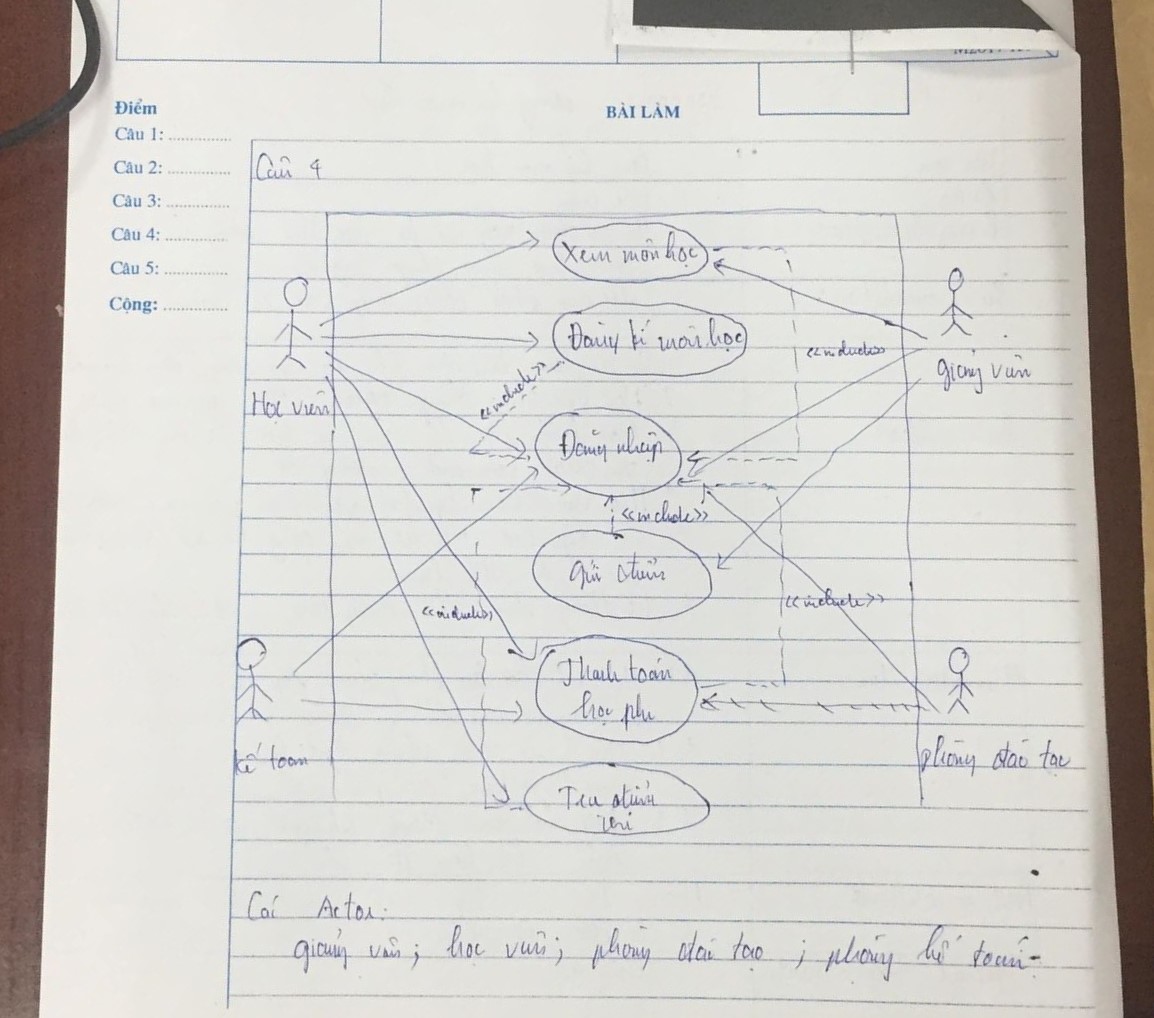 Điểm
BÀI LÀM
Câu 1:
Câu 2:
Câu 3:
Câu 4:
Câu 5:
Cộng:
Câu 4
Xem môn học
Đăng kí môn học
<<include>>
<<include>>
Giảng viên
Học viên
Đăng nhập
<<include>>
Gửi điểm
<<include>>
<<include>>
Thanh toán
học phí
kế toán
phòng đào tạo
Tra điểm
thi
Các Actor:
giảng viên; học viên; phòng đào tạo; phòng kế toán.